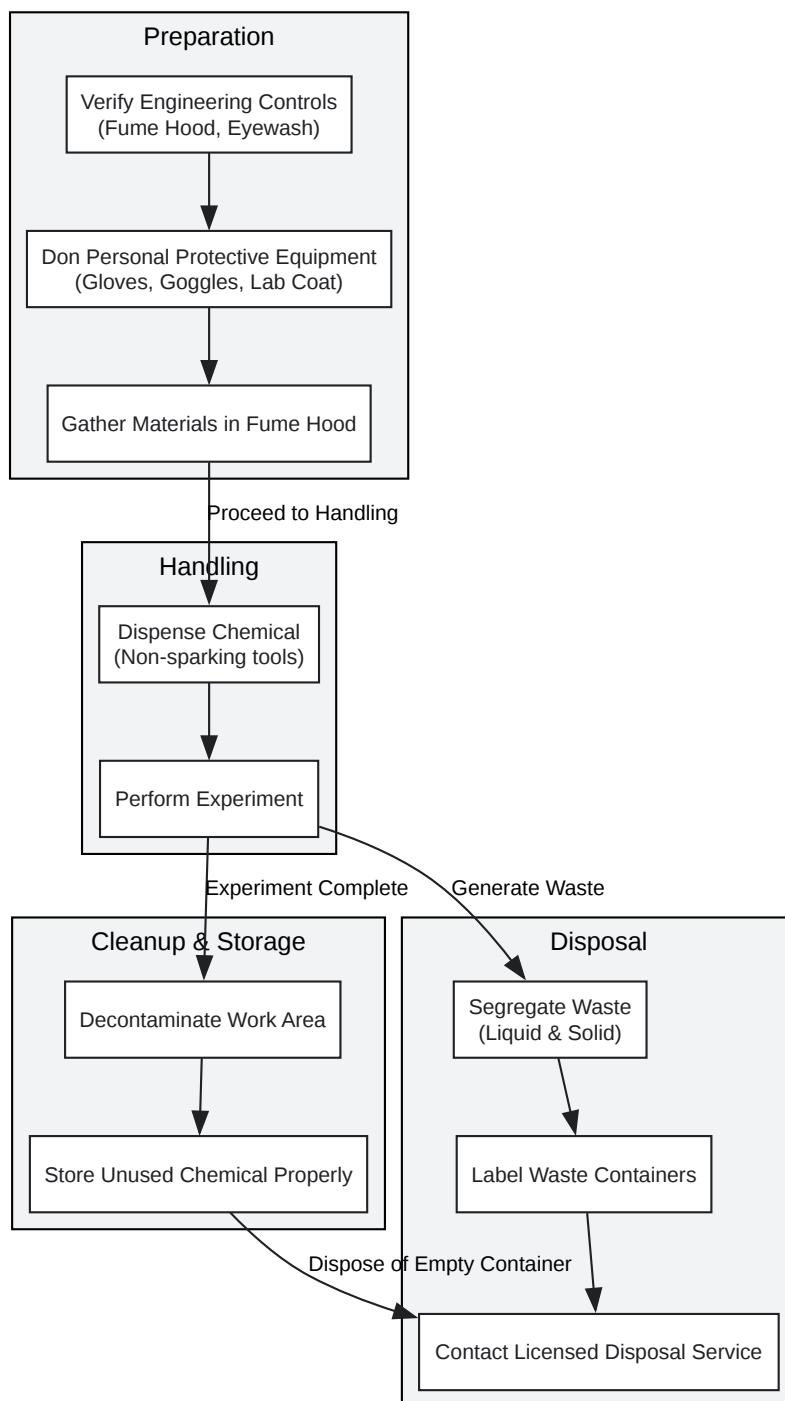 Preparation
Verify Engineering Controls
(Fume Hood, Eyewash)
Don Personal Protective Equipment
(Gloves, Goggles, Lab Coat)
Gather Materials in Fume Hood
Proceed to Handling
Handling
Dispense Chemical
(Non-sparking tools)
Perform Experiment
Experiment Complete
Generate Waste
Cleanup & Storage
Disposal
Decontaminate Work Area
Segregate Waste
(Liquid & Solid)
Store Unused Chemical Properly
Label Waste Containers
Dispose of Empty Container
Contact Licensed Disposal Service